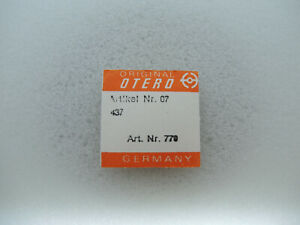 ORIGINAL
OTERO
Artikel Nr. 07
437
Art. Nr. 770
GERMANY